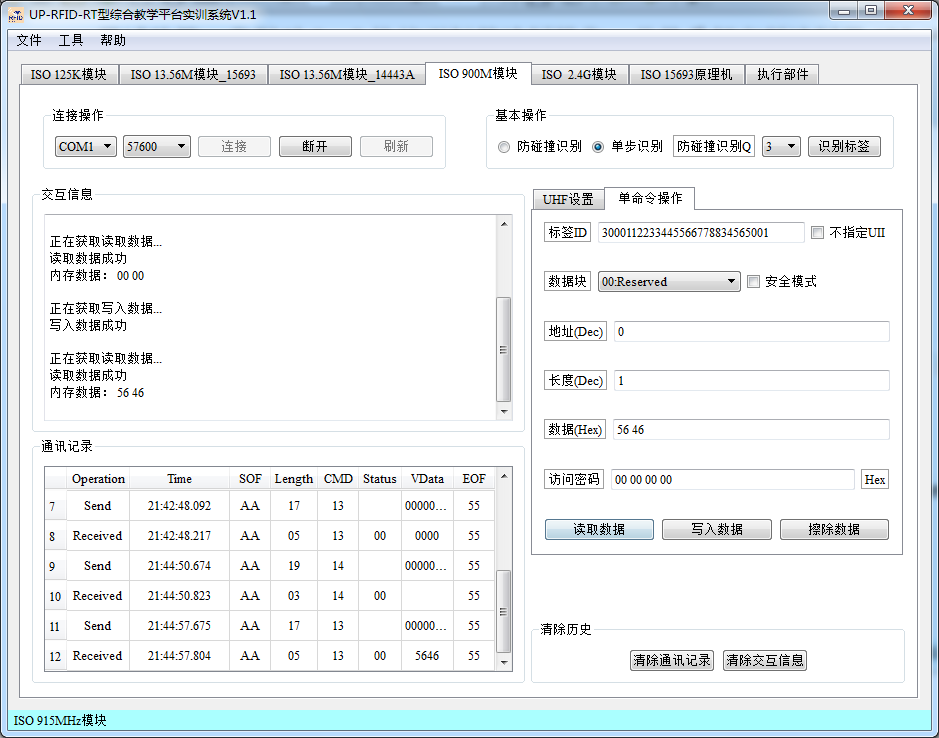 UP-RFID-RT型综合教学平台实训系统V1.1
文件 工具 帮助
ISO 125K模块 ISO 13.56M模块_15693 ISO 13.56M模块_14443A ISO 900M模块 ISO 2.4G模块 ISO 15693原理机 执行部件
连接操作
COM1 57600 连接 断开 刷新
基本操作
防碰撞识别 单步识别 防碰撞识别Q 3 识别标签
交互信息
正在获取读取数据...
读取数据成功
内存数据： 00 00
正在获取写入数据...
写入数据成功
正在获取读取数据...
读取数据成功
内存数据： 56 46
UHF设置 单命令操作
标签ID 3000112233445566778834565001 不指定UII
数据块 00:Reserved 安全模式
地址(Dec) 0
长度(Dec) 1
数据(Hex) 56 46
访问密码 00 00 00 00 Hex
读取数据 写入数据 擦除数据
通讯记录
Operation Time SOF Length CMD Status VData EOF
7 Send 21:42:48.092 AA 17 13 00000... 55
8 Received 21:42:48.217 AA 05 13 00 0000 55
9 Send 21:44:50.674 AA 19 14 00000... 55
10 Received 21:44:50.823 AA 03 14 00 55
11 Send 21:44:57.675 AA 17 13 00000... 55
12 Received 21:44:57.804 AA 05 13 00 5646 55
清除历史
清除通讯记录 清除交互信息
ISO 915MHz模块